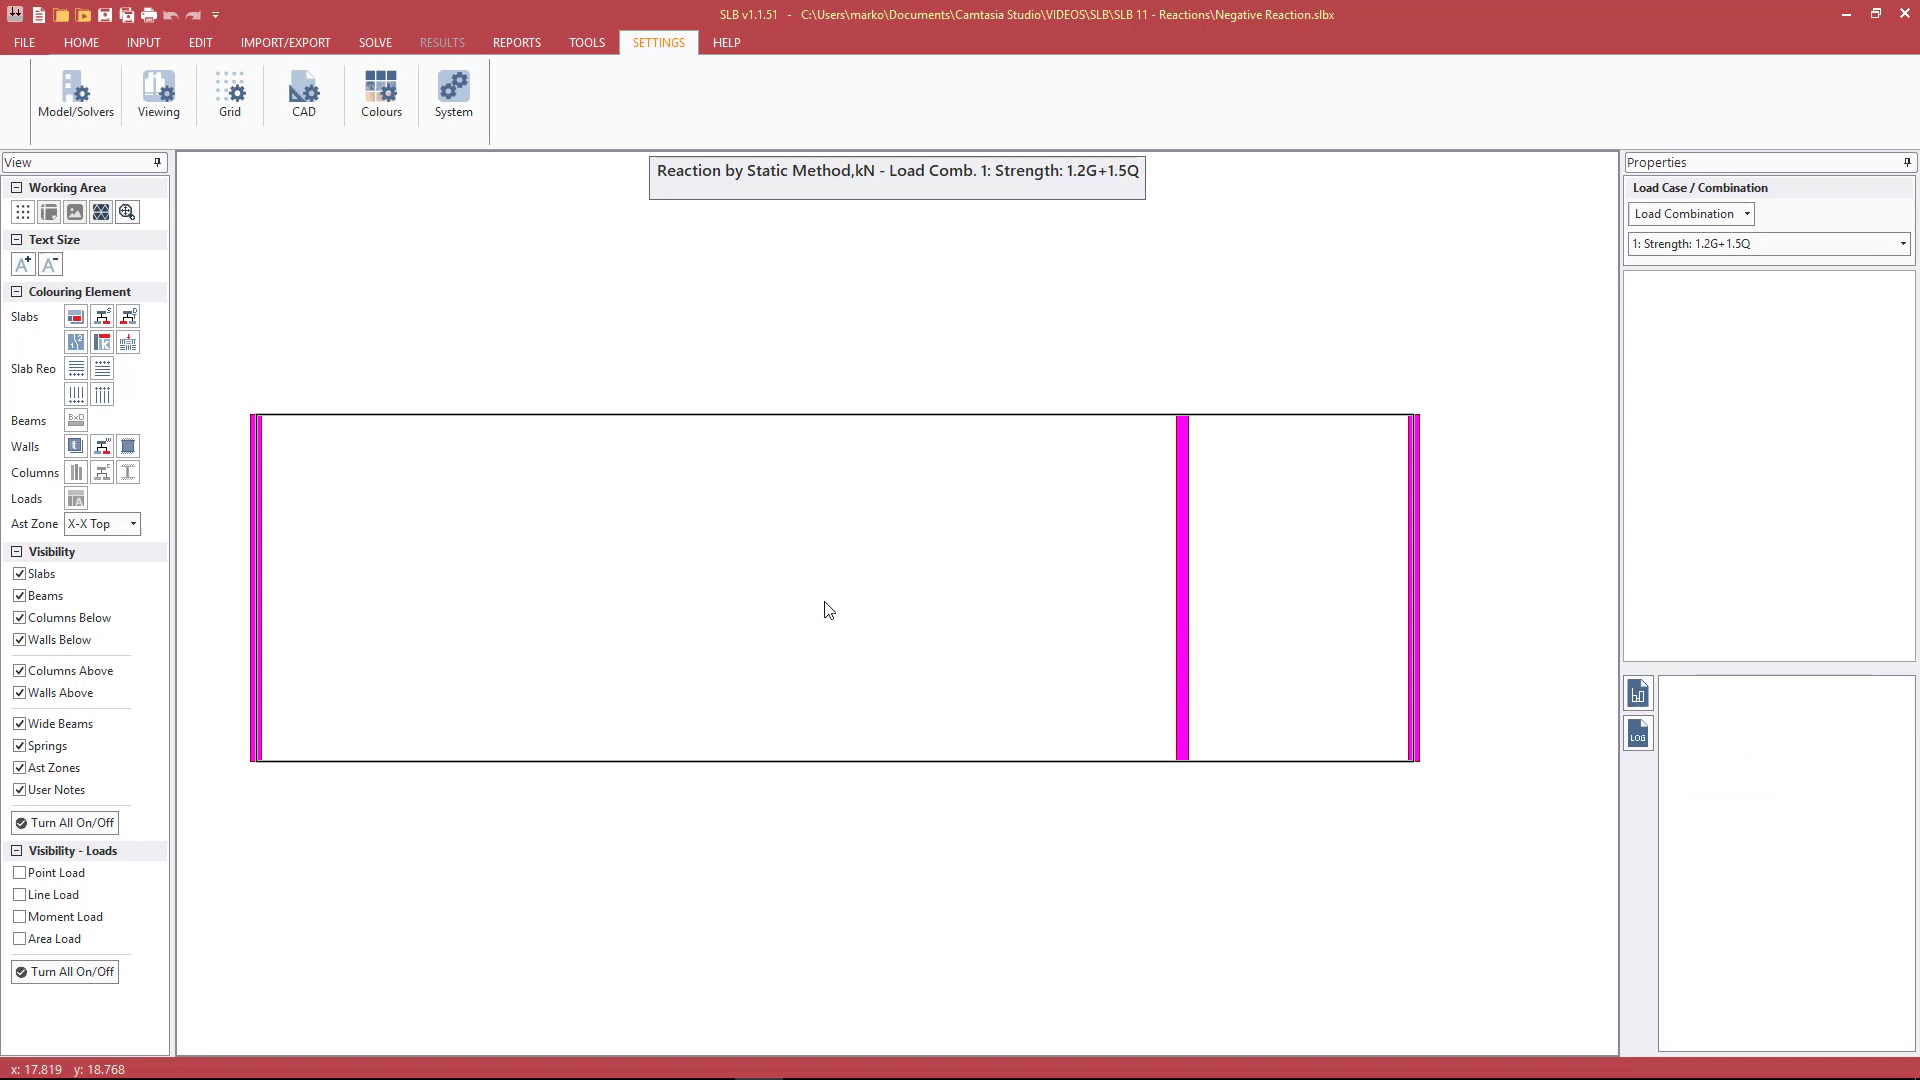 SLB v1.1.51 - C:\Users\marko\Documents\Camtasia Studio\VIDEOS\SLB\SLB 11 - Reactions\Negative Reaction.slbx
FILE HOME INPUT EDIT IMPORT/EXPORT SOLVE RESULTS REPORTS TOOLS SETTINGS HELP
Model/Solvers Viewing Grid CAD Colours System
View
Working Area
Text Size
A+ A-
Colouring Element
Slabs
Slab Reo
Beams
BxD
Walls
Columns
Loads
Ast Zone X-X Top
Visibility
Slabs
Beams
Columns Below
Walls Below
Columns Above
Walls Above
Wide Beams
Springs
Ast Zones
User Notes
Turn All On/Off
Visibility - Loads
Point Load
Line Load
Moment Load
Area Load
Turn All On/Off
Reaction by Static Method,kN - Load Comb. 1: Strength: 1.2G+1.5Q
Properties
Load Case / Combination
Load Combination
1: Strength: 1.2G+1.5Q
LOG
x: 17.819 y: 18.768